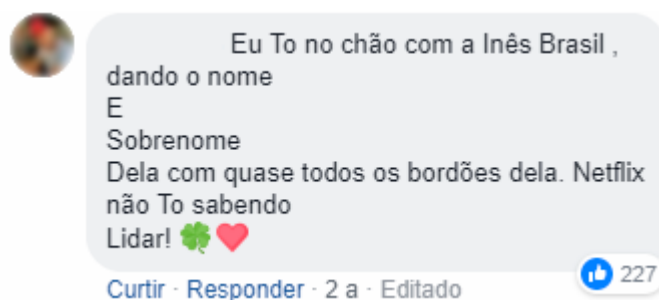 Eu To no chão com a Inês Brasil ,
dando o nome
E
Sobrenome
Dela com quase todos os bordões dela. Netflix
não To sabendo
Lidar! 🍀❤️
227
Curtir · Responder · 2 a · Editado